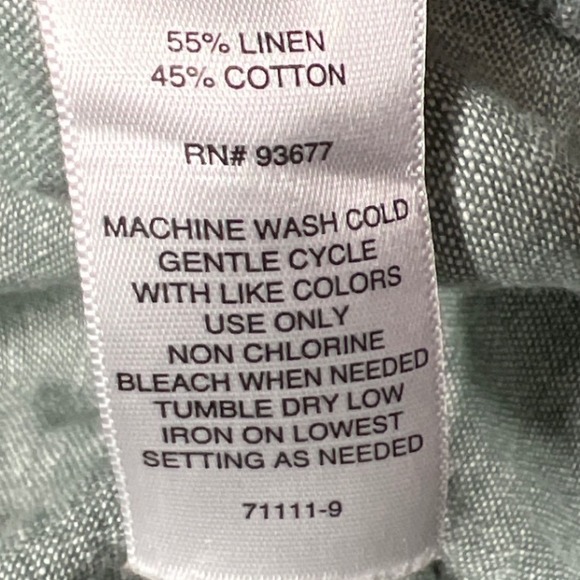 55% LINEN
45% COTTON
RN# 93677
MACHINE WASH COLD
GENTLE CYCLE
WITH LIKE COLORS
USE ONLY
NON CHLORINE
BLEACH WHEN NEEDED
TUMBLE DRY LOW
IRON ON LOWEST
SETTING AS NEEDED
71111-9